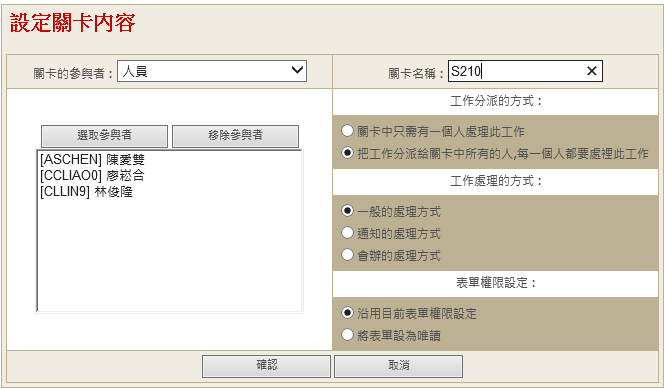 設定關卡内容
關卡的參與者： 人員
關卡名稱： S210
選取參與者 移除參與者
[ASCHEN] 陳愛雙
[CCLIAO0] 廖崧合
[CLLIN9] 林俊隆
工作分派的方式：
關卡中只需有一個人處理此工作
把工作分派給關卡中所有的人,每一個人都要處裡此工作
工作處理的方式：
一般的處理方式
通知的處理方式
會辦的處理方式
表單權限設定：
沿用目前表單權限設定
將表單設為唯讀
確認 取消